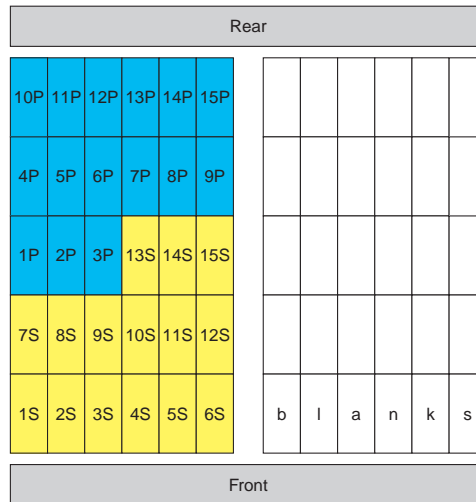 Rear
10P 11P 12P 13P 14P 15P
4P 5P 6P 7P 8P 9P
1P 2P 3P 13S 14S 15S
7S 8S 9S 10S 11S 12S
1S 2S 3S 4S 5S 6S b l a n k s
Front